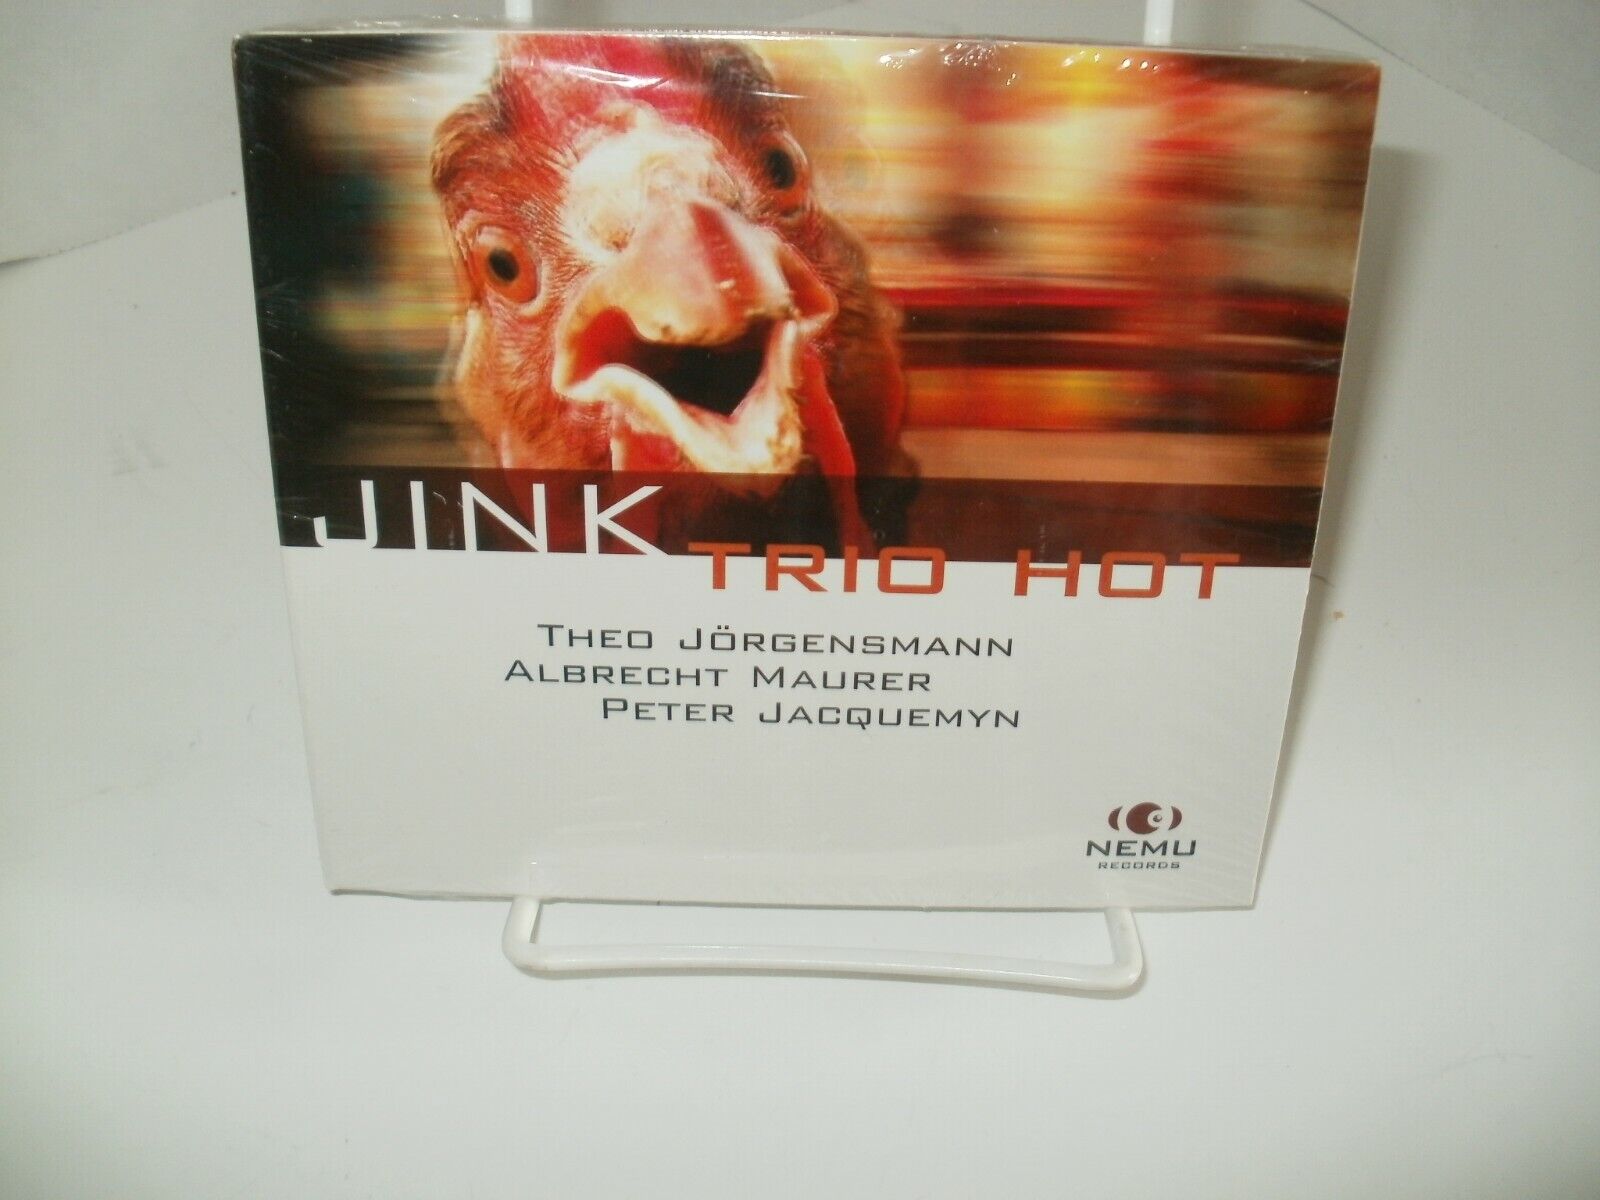 JINK
TRIO HOT
THEO JÖRGENSMANN
ALBRECHT MAURER
PETER JACQUEMYN
NEMU
RECORDS